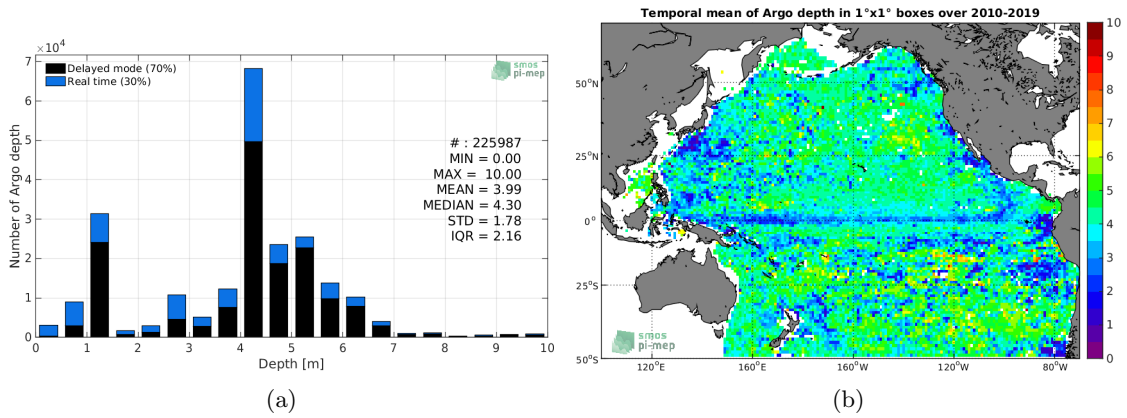 ×10⁴
7
6
5
4
3
2
1
0
Number of Argo depth
Delayed mode (70%)
Real time (30%)
smos
pi-mep
# : 225987
MIN = 0.00
MAX = 10.00
MEAN = 3.99
MEDIAN = 4.30
STD = 1.78
IQR = 2.16
0 1 2 3 4 5 6 7 8 9 10
Depth [m]
(a)
Temporal mean of Argo depth in 1°x1° boxes over 2010-2019
50°N
25°N
0°
25°S
50°S
120°E 160°E 160°W 120°W 80°W
smos
pi-mep
10
9
8
7
6
5
4
3
2
1
0
(b)